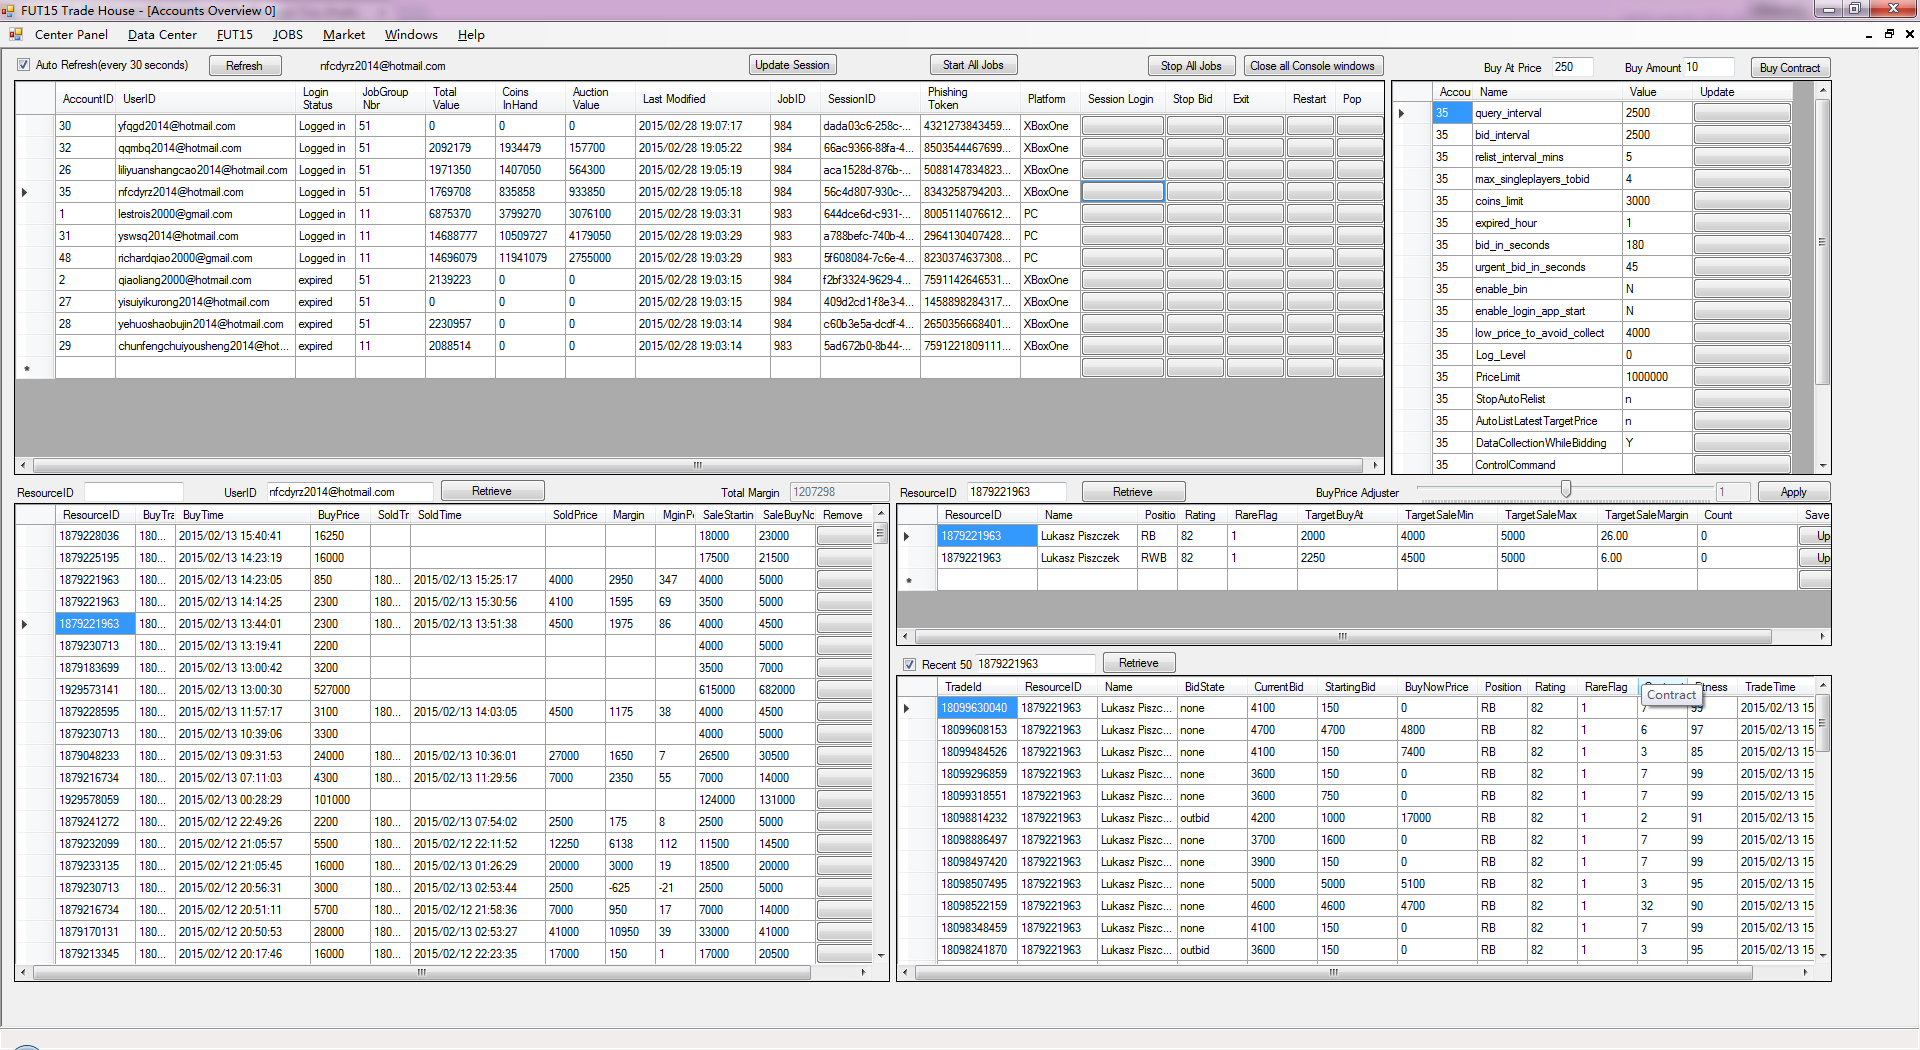 FUT15 Trade House - [Accounts Overview 0]
Center Panel Data Center FUT15 JOBS Market Windows Help
Auto Refresh(every 30 seconds) Refresh nfcdyrz2014@hotmail.com Update Session Start All Jobs Stop All Jobs Close all Console windows
Buy At Price 250 Buy Amount 10 Buy Contract
AccountID UserID Login Status JobGroup Nbr Total Value Coins InHand Auction Value Last Modified JobID SessionID Phishing Token Platform Session Login Stop Bid Exit Restart Pop
30 yfqgd2014@hotmail.com Logged in 51 0 0 0 2015/02/28 19:07:17 984 dada03c6-258c-... 4321273843459... XBoxOne
32 qqmbq2014@hotmail.com Logged in 51 2092179 1934479 157700 2015/02/28 19:05:22 984 66ac9366-88fa-4... 8503544467699... XBoxOne
26 liliyuanshangcao2014@hotmail.com Logged in 51 1971350 1407050 564300 2015/02/28 19:05:19 984 aca1528d-876b-... 5088147834823... XBoxOne
35 nfcdyrz2014@hotmail.com Logged in 51 1769708 835858 933850 2015/02/28 19:05:18 984 56c4d807-930c-... 8343258794203... XBoxOne
1 lestrois2000@gmail.com Logged in 11 6875370 3799270 3076100 2015/02/28 19:03:31 983 644dce6d-c931-... 8005114076612... PC
31 yswsq2014@hotmail.com Logged in 11 14688777 10509727 4179050 2015/02/28 19:03:29 983 a788befc-740b-4... 2964130407428... PC
48 richardqiao2000@gmail.com Logged in 11 14696079 11941079 2755000 2015/02/28 19:03:29 983 5f608084-7c6e-4... 8230374637308... PC
2 qiaoliang2000@hotmail.com expired 51 2139223 0 0 2015/02/28 19:03:15 984 f2bf3324-9629-4... 7591142646531... XBoxOne
27 yisuiyikurong2014@hotmail.com expired 51 0 0 0 2015/02/28 19:03:15 984 409d2cd1-f8e3-4... 1458898284317... XBoxOne
28 yehuoshaobujin2014@hotmail.com expired 51 2230957 0 0 2015/02/28 19:03:14 984 c60b3e5a-dcdf-4... 2650356668401... XBoxOne
29 chunfengchuiyousheng2014@hot... expired 11 2088514 0 0 2015/02/28 19:03:14 983 5ad672b0-8b44-... 7591221809111... XBoxOne
Accou Name Value Update
35 query_interval 2500
35 bid_interval 2500
35 relist_interval_mins 5
35 max_singleplayers_tobid 4
35 coins_limit 3000
35 expired_hour 1
35 bid_in_seconds 180
35 urgent_bid_in_seconds 45
35 enable_bin N
35 enable_login_app_start N
35 low_price_to_avoid_collect 4000
35 Log_Level 0
35 PriceLimit 1000000
35 StopAutoRelist n
35 AutoListLatestTargetPrice n
35 DataCollectionWhileBidding Y
35 ControlCommand
ResourceID UserID nfcdyrz2014@hotmail.com Retrieve Total Margin 1207298
ResourceID BuyTra BuyTime BuyPrice SoldTr SoldTime SoldPrice Margin MginPe SaleStartin SaleBuyNo Remove
1879228036 180... 2015/02/13 15:40:41 16250 18000 23000
1879225195 180... 2015/02/13 14:23:19 16000 17500 21500
1879221963 180... 2015/02/13 14:23:05 850 180... 2015/02/13 15:25:17 4000 2950 347 4000 5000
1879221963 180... 2015/02/13 14:14:25 2300 180... 2015/02/13 15:30:56 4100 1595 69 3500 5000
1879221963 180... 2015/02/13 13:44:01 2300 180... 2015/02/13 13:51:38 4500 1975 86 4000 4500
1879230713 180... 2015/02/13 13:19:41 2200 4000 5000
1879183699 180... 2015/02/13 13:00:42 3200 3500 7000
1929573141 180... 2015/02/13 13:00:30 527000 615000 682000
1879228595 180... 2015/02/13 11:57:17 3100 180... 2015/02/13 14:03:05 4500 1175 38 4000 4500
1879230713 180... 2015/02/13 10:39:06 3300 4000 5000
1879048233 180... 2015/02/13 09:31:53 24000 180... 2015/02/13 10:36:01 27000 1650 7 26500 30500
1879216734 180... 2015/02/13 07:11:03 4300 180... 2015/02/13 11:29:56 7000 2350 55 7000 14000
1929578059 180... 2015/02/13 00:28:29 101000 124000 131000
1879241272 180... 2015/02/12 22:49:26 2200 180... 2015/02/13 07:54:02 2500 175 8 2500 5000
1879232099 180... 2015/02/12 21:05:57 5500 180... 2015/02/12 22:11:52 12250 6138 112 11500 14500
1879233135 180... 2015/02/12 21:05:45 16000 180... 2015/02/13 01:26:29 20000 3000 19 18500 20000
1879230713 180... 2015/02/12 20:56:31 3000 180... 2015/02/13 02:53:44 2500 -625 -21 2500 5000
1879216734 180... 2015/02/12 20:51:11 5700 180... 2015/02/12 21:58:36 7000 950 17 7000 14000
1879170131 180... 2015/02/12 20:50:53 28000 180... 2015/02/13 02:53:27 41000 10950 39 33000 41000
1879213345 180... 2015/02/12 20:17:46 16000 180... 2015/02/12 22:23:35 17000 150 1 17000 20500
ResourceID 1879221963 Retrieve BuyPrice Adjuster 1 Apply
ResourceID Name Positio Rating RareFlag TargetBuyAt TargetSaleMin TargetSaleMax TargetSaleMargin Count Save
1879221963 Lukasz Piszczek RB 82 1 2000 4000 5000 26.00 0 Up
1879221963 Lukasz Piszczek RWB 82 1 2250 4500 5000 6.00 0 Up
Recent 50 1879221963 Retrieve
TradeId ResourceID Name BidState CurrentBid StartingBid BuyNowPrice Position Rating RareFlag Contract itness TradeTime
18099630040 1879221963 Lukasz Piszc... none 4100 150 0 RB 82 1 7 99 2015/02/13 15
18099608153 1879221963 Lukasz Piszc... none 4700 4700 4800 RB 82 1 6 97 2015/02/13 15
18099484526 1879221963 Lukasz Piszc... none 4100 150 7400 RB 82 1 3 85 2015/02/13 15
18099296859 1879221963 Lukasz Piszc... none 3600 150 0 RB 82 1 7 99 2015/02/13 15
18099318551 1879221963 Lukasz Piszc... none 3600 750 0 RB 82 1 7 99 2015/02/13 15
18098814232 1879221963 Lukasz Piszc... outbid 4200 1000 17000 RB 82 1 2 91 2015/02/13 15
18098886497 1879221963 Lukasz Piszc... none 3700 1600 0 RB 82 1 7 99 2015/02/13 15
18098497420 1879221963 Lukasz Piszc... none 3900 150 0 RB 82 1 7 99 2015/02/13 15
18098507495 1879221963 Lukasz Piszc... none 5000 5000 5100 RB 82 1 3 95 2015/02/13 15
18098522159 1879221963 Lukasz Piszc... none 4600 4600 4700 RB 82 1 32 90 2015/02/13 15
18098348459 1879221963 Lukasz Piszc... none 4100 150 0 RB 82 1 7 99 2015/02/13 15
18098241870 1879221963 Lukasz Piszc... outbid 3600 150 0 RB 82 1 3 95 2015/02/13 15